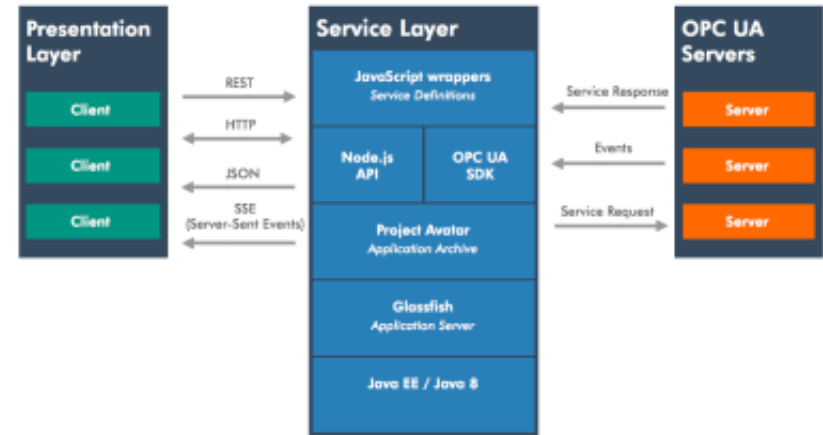 Presentation
Layer
Client
Client
Client
REST
HTTP
JSON
SSE
(Server-Sent Events)
Service Layer
JavaScript wrappers
Service Definitions
Node.js
API
OPC UA
SDK
Project Avatar
Application Archive
Glassfish
Application Server
Java EE / Java 8
Service Response
Events
Service Request
OPC UA
Servers
Server
Server
Server